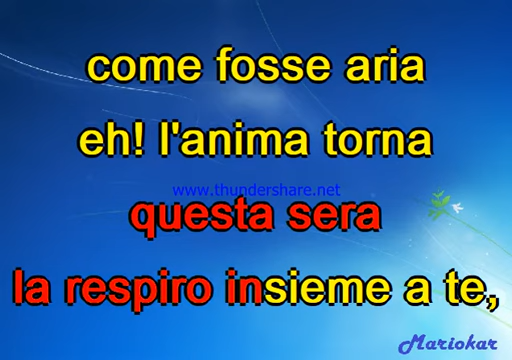 come fosse aria
eh! l'anima torna
www.thundershare.net
questa sera
la respiro insieme a te,
Mariokar